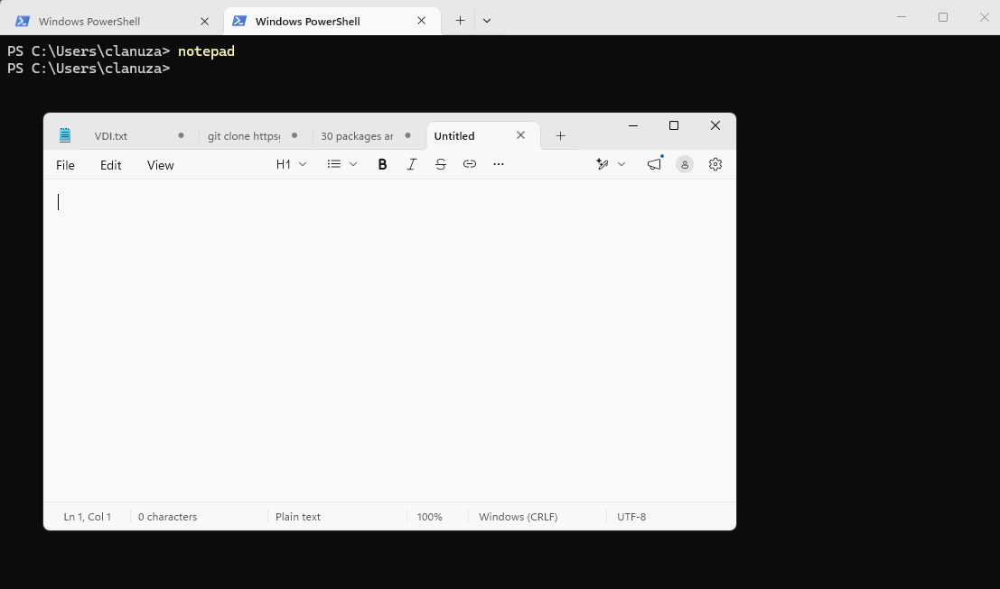 Windows PowerShell
Windows PowerShell
PS C:\Users\clanuza> notepad
PS C:\Users\clanuza>
VDI.txt
git clone https
30 packages ar
Untitled
File Edit View H1 B I S
Ln 1, Col 1 0 characters Plain text 100% Windows (CRLF) UTF-8